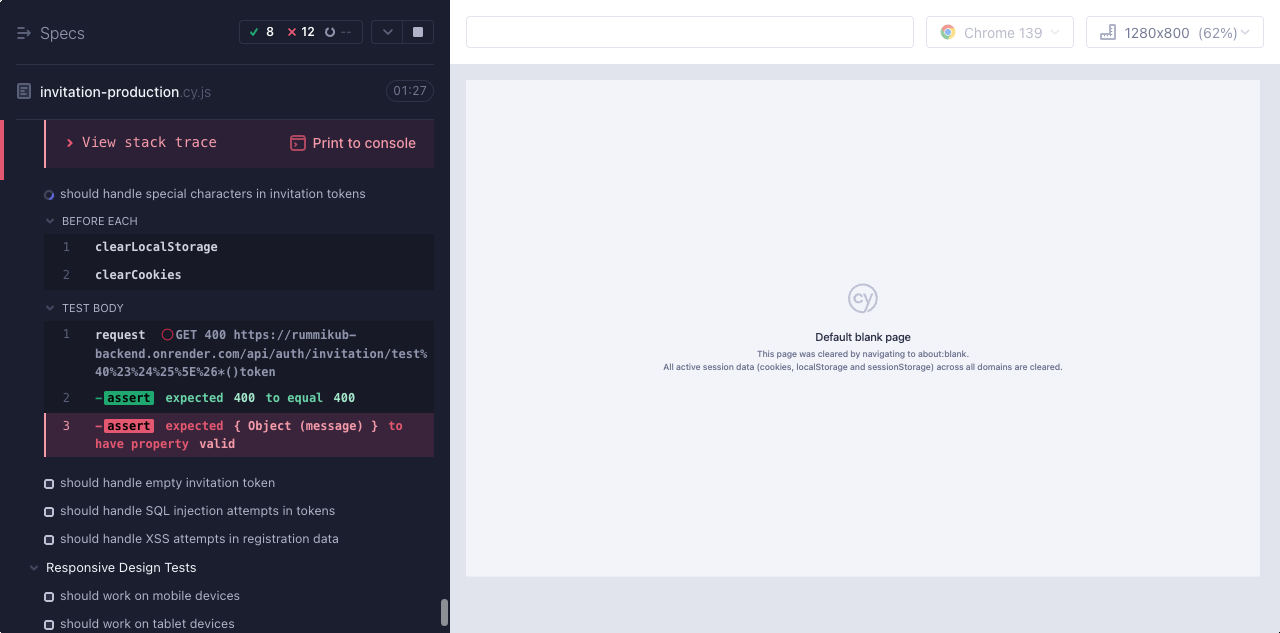 Specs
8 12 --
Chrome 139
1280x800 (62%)
invitation-production.cy.js
01:27
View stack trace
Print to console
should handle special characters in invitation tokens
BEFORE EACH
1 clearLocalStorage
2 clearCookies
TEST BODY
1 request GET 400 https://rummikub-
backend.onrender.com/api/auth/invitation/test%
40%23%24%25%5E%26*()token
2 -assert expected 400 to equal 400
3 -assert expected { Object (message) } to
have property valid
should handle empty invitation token
should handle SQL injection attempts in tokens
should handle XSS attempts in registration data
Responsive Design Tests
should work on mobile devices
should work on tablet devices
cy
Default blank page
This page was cleared by navigating to about:blank.
All active session data (cookies, localStorage and sessionStorage) across all domains are cleared.